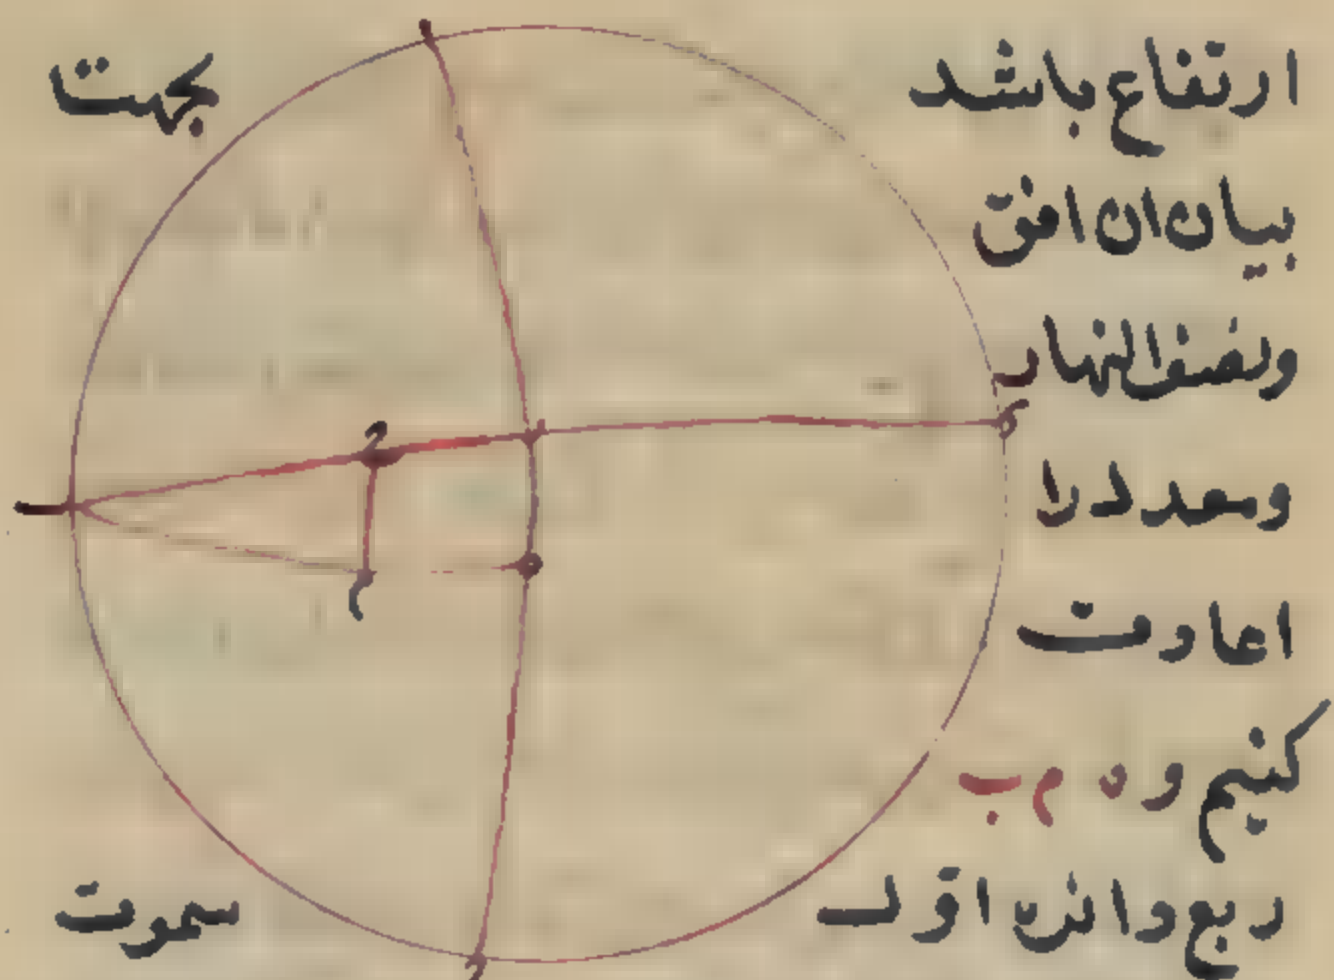 ارتفاع باشد بجهت
بیان ان افق
ونصف النهار
ومعدل را
اعادت
کنیم و ه م ب
ربع دائره اول سموت